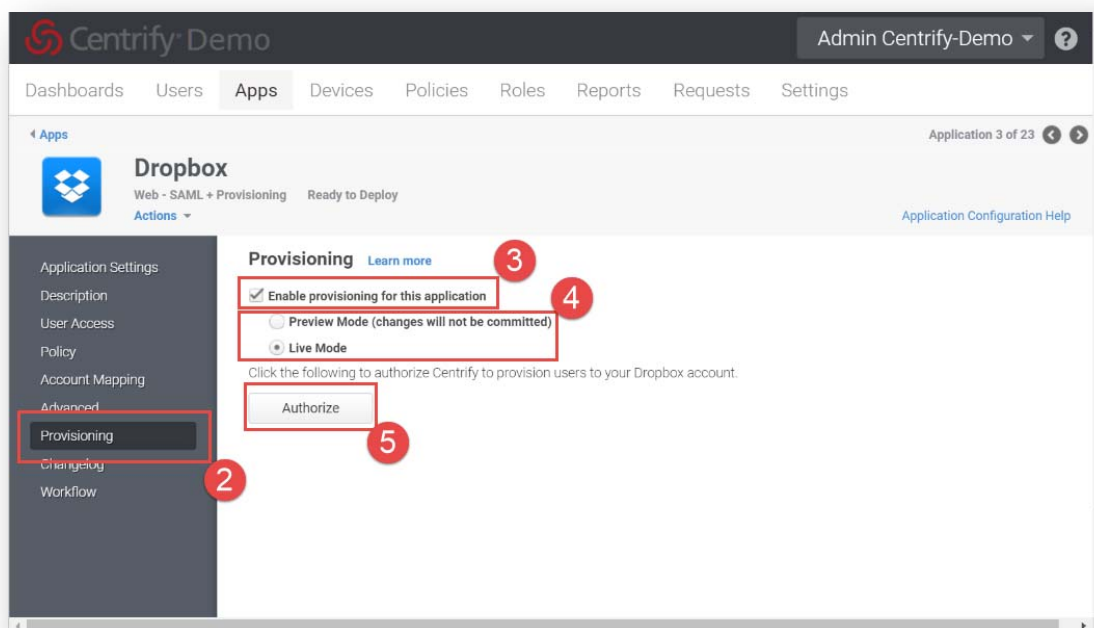 Centrify Demo
Admin Centrify-Demo ?
Dashboards Users Apps Devices Policies Roles Reports Requests Settings
Apps
Application 3 of 23
Dropbox
Web - SAML + Provisioning Ready to Deploy
Actions
Application Configuration Help
Application Settings
Description
User Access
Policy
Account Mapping
Advanced
Provisioning
Changelog
Workflow
2
Provisioning Learn more
3
Enable provisioning for this application
4
Preview Mode (changes will not be committed)
Live Mode
Click the following to authorize Centrify to provision users to your Dropbox account.
Authorize
5